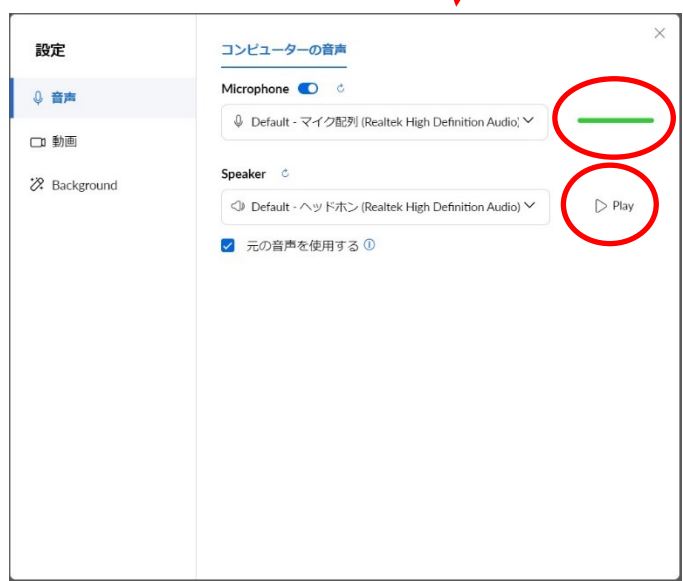 設定
音声
動画
Background
コンピューターの音声
Microphone
Default - マイク配列 (Realtek High Definition Audio)
Speaker
Default - ヘッドホン (Realtek High Definition Audio)
Play
元の音声を使用する